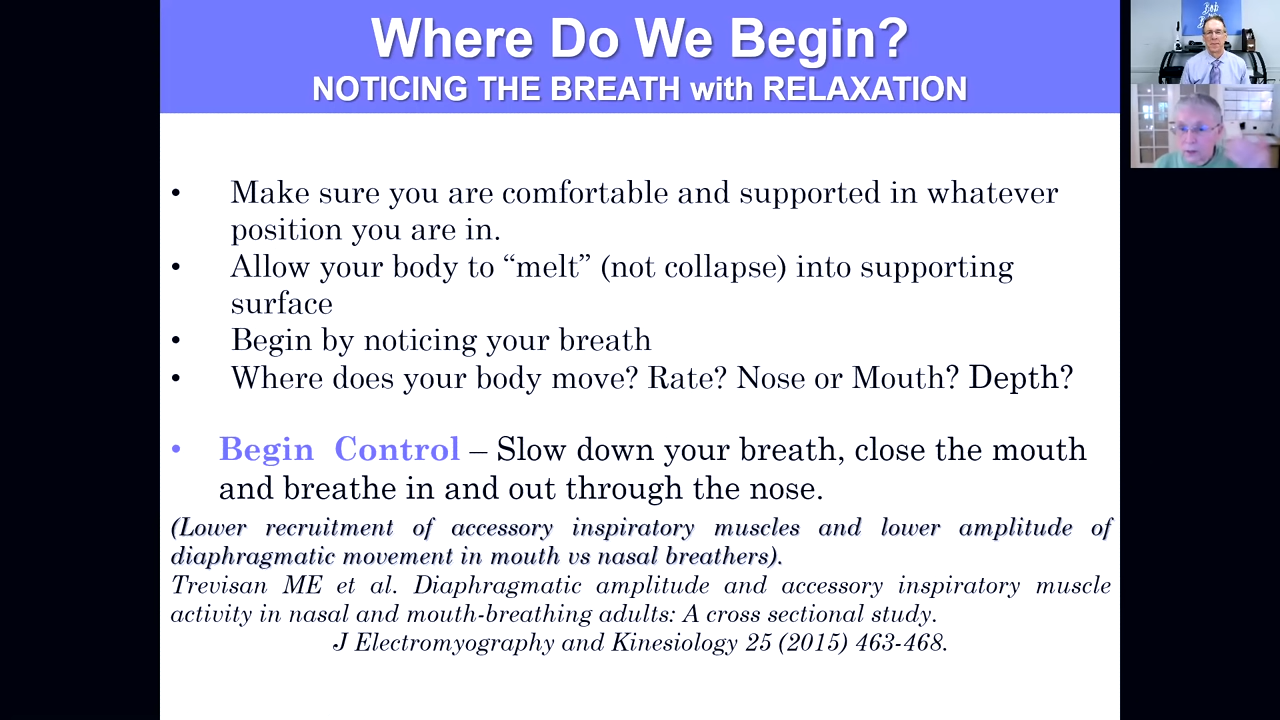 Where Do We Begin?
NOTICING THE BREATH with RELAXATION
• Make sure you are comfortable and supported in whatever
position you are in.
• Allow your body to “melt” (not collapse) into supporting
surface
• Begin by noticing your breath
• Where does your body move? Rate? Nose or Mouth? Depth?
• Begin Control – Slow down your breath, close the mouth
and breathe in and out through the nose.
(Lower recruitment of accessory inspiratory muscles and lower amplitude of
diaphragmatic movement in mouth vs nasal breathers).
Trevisan ME et al. Diaphragmatic amplitude and accessory inspiratory muscle
activity in nasal and mouth-breathing adults: A cross sectional study.
J Electromyography and Kinesiology 25 (2015) 463-468.
Bob